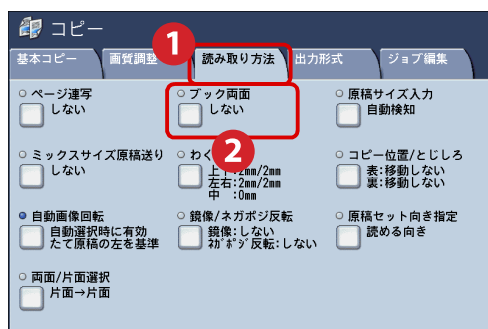 コピー
1
基本コピー 画質調整 読み取り方法 出力形式 ジョブ編集
ページ連写
しない
ブック両面
しない
原稿サイズ入力
自動検知
2
ミックスサイズ原稿送り
しない
わく
上下:2mm/2mm
左右:2mm/2mm
中 :0mm
コピー位置/とじしろ
表:移動しない
裏:移動しない
自動画像回転
自動選択時に有効
たて原稿の左を基準
鏡像/ネガポジ反転
鏡像:しない
ネガポジ反転:しない
原稿セット向き指定
読める向き
両面/片面選択
片面→片面